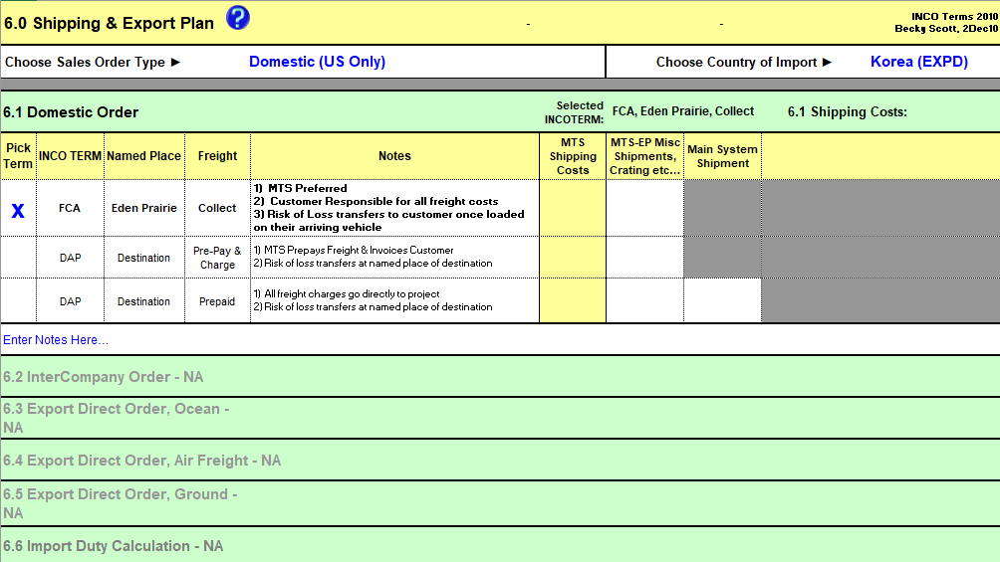 6.0 Shipping & Export Plan ? - - INCO Terms 2010
Becky Scott, 2Dec10
Choose Sales Order Type ► Domestic (US Only) Choose Country of Import ► Korea (EXPD)
6.1 Domestic Order Selected INCOTERM: FCA, Eden Prairie, Collect 6.1 Shipping Costs:
Pick Term INCO TERM Named Place Freight Notes MTS Shipping Costs MTS-EP Misc Shipments, Crating etc... Main System Shipment
X FCA Eden Prairie Collect
1) MTS Preferred
2) Customer Responsible for all freight costs
3) Risk of Loss transfers to customer once loaded
on their arriving vehicle
DAP Destination Pre-Pay & Charge
1) MTS Prepays Freight & Invoices Customer
2) Risk of loss transfers at named place of destination
DAP Destination Prepaid
1) All freight charges go directly to project
2) Risk of loss transfers at named place of destination
Enter Notes Here...
6.2 InterCompany Order - NA
6.3 Export Direct Order, Ocean -
NA
6.4 Export Direct Order, Air Freight - NA
6.5 Export Direct Order, Ground -
NA
6.6 Import Duty Calculation - NA